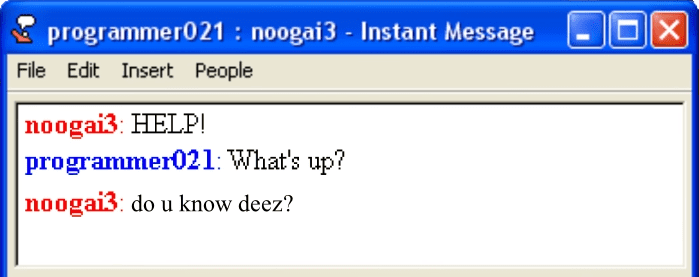 programmer021 : noogai3 - Instant Message
File Edit Insert People
noogai3: HELP!
programmer021: What's up?
noogai3: do u know deez?